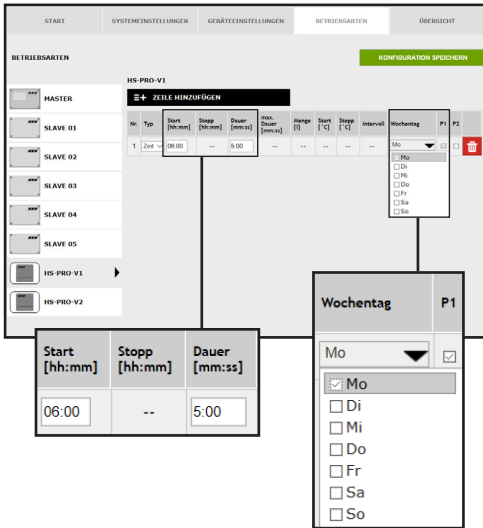 START SYSTEMEINSTELLUNGEN GERÄTEEINSTELLUNGEN BETRIEBSARTEN ÜBERSICHT
BETRIEBSARTEN KONFIGURATION SPEICHERN
HS-PRO-V1
ZEILE HINZUFÜGEN
MASTER
SLAVE 01
SLAVE 02
SLAVE 03
SLAVE 04
SLAVE 05
HS-PRO-V1
HS-PRO-V2
Nr. Typ Start [hh:mm] Stopp [hh:mm] Dauer [mm:ss] max. Dauer [mm:ss] Menge [l] Start [°C] Stopp [°C] Intervall Wochentag P1 P2
1 Zeit 06:00 -- 5:00 -- -- -- -- -- Mo
Mo
Di
Mi
Do
Fr
Sa
So
Start [hh:mm] Stopp [hh:mm] Dauer [mm:ss]
06:00 -- 5:00
Wochentag P1
Mo
Mo
Di
Mi
Do
Fr
Sa
So